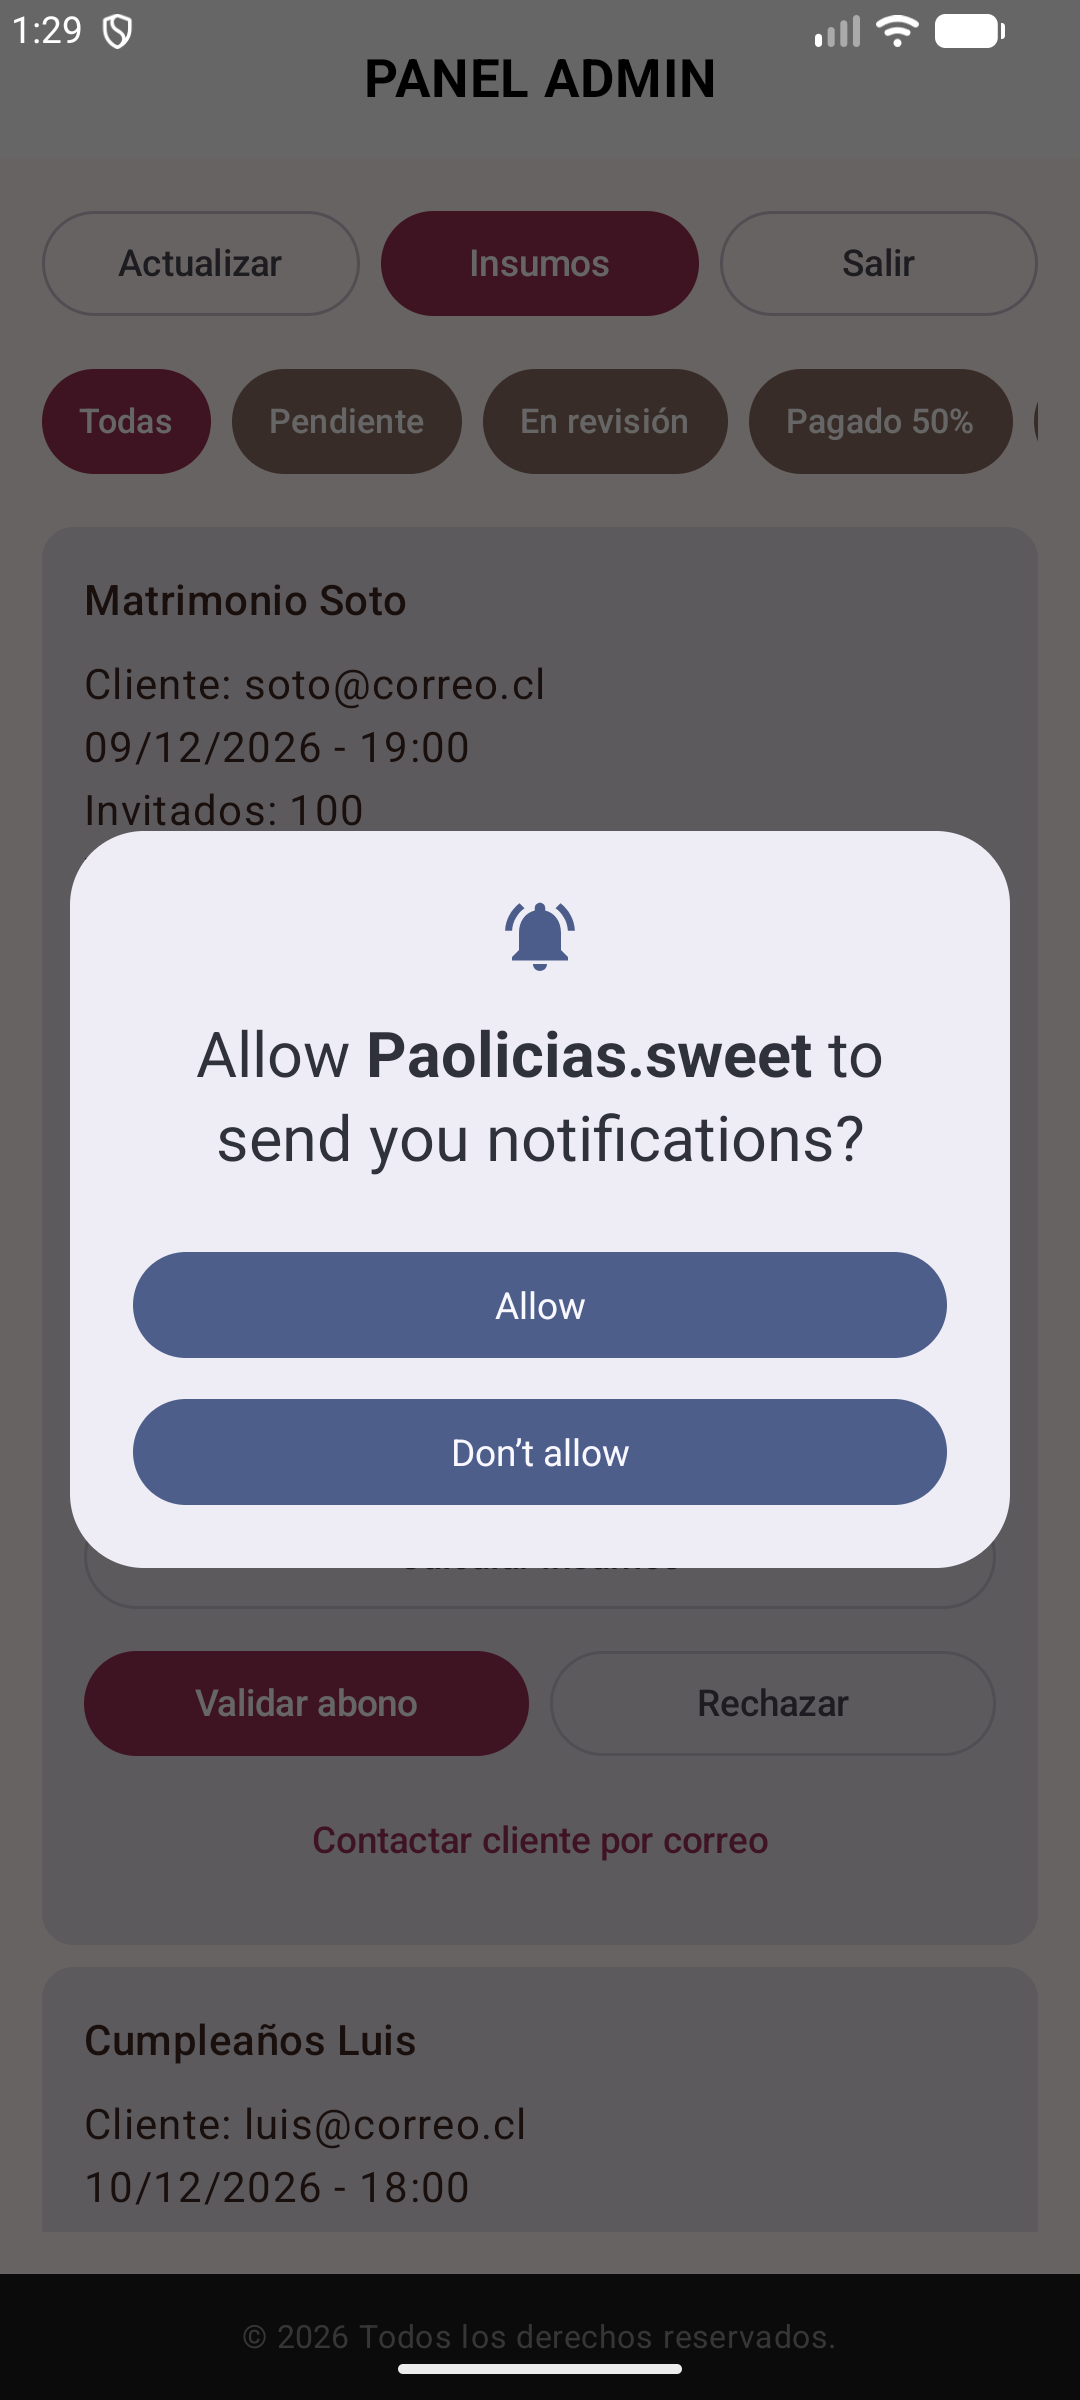 1:29
PANEL ADMIN
Actualizar
Insumos
Salir
Todas
Pendiente
En revisión
Pagado 50%
Matrimonio Soto
Cliente: soto@correo.cl
09/12/2026 - 19:00
Invitados: 100
Allow Paolicias.sweet to
send you notifications?
Allow
Don’t allow
Validar abono
Rechazar
Contactar cliente por correo
Cumpleaños Luis
Cliente: luis@correo.cl
10/12/2026 - 18:00
© 2026 Todos los derechos reservados.